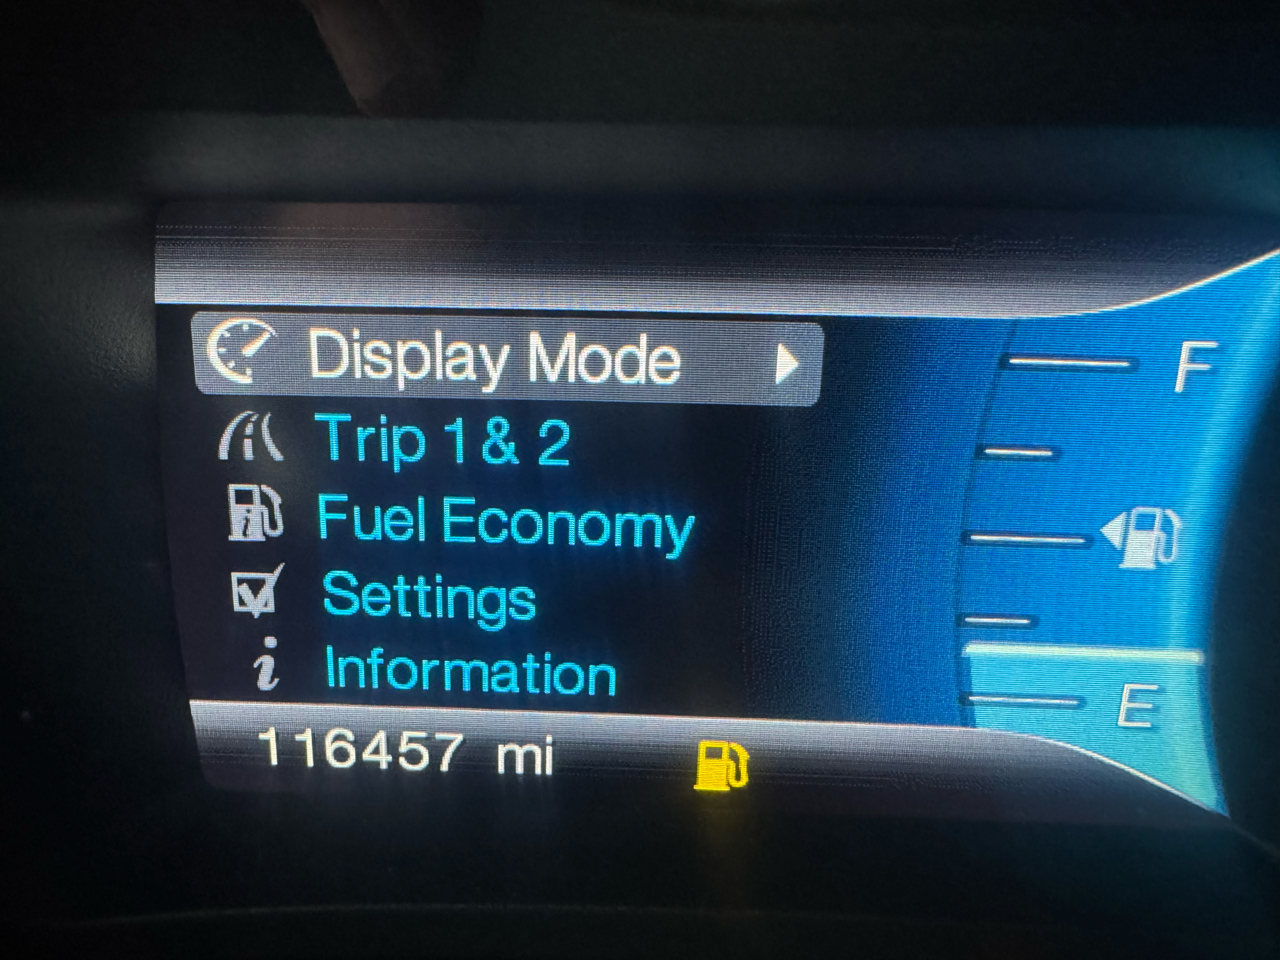 Display Mode
Trip 1 & 2
Fuel Economy
Settings
Information
116457 mi
F
E